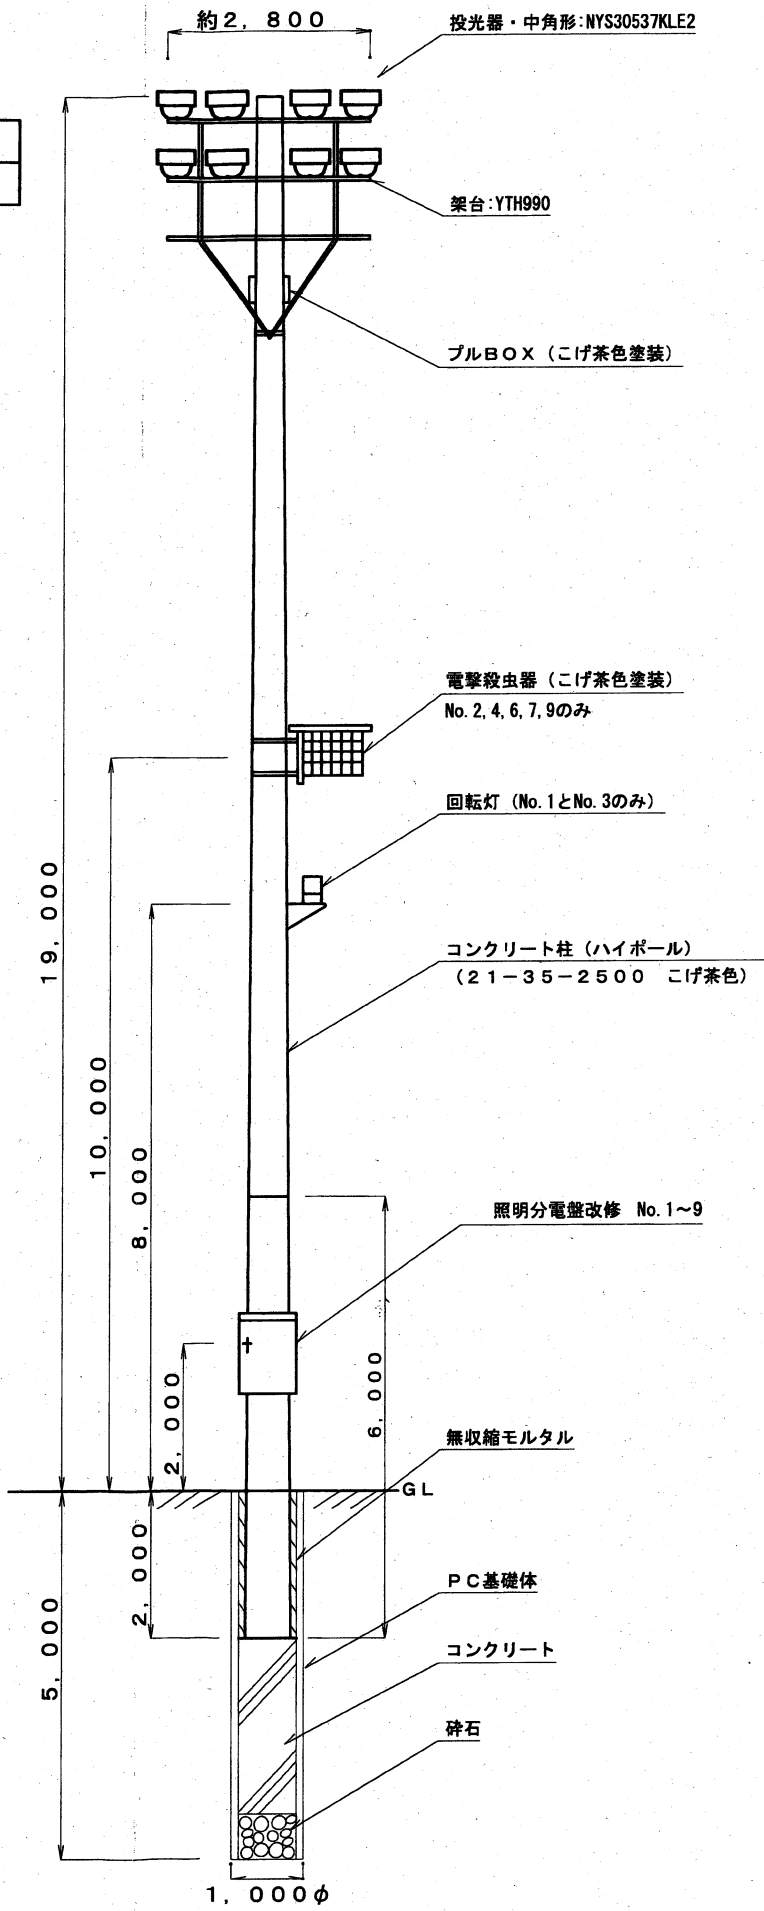 約2,800
投光器・中角形:NYS30537KLE2
架台:YTH990
プルBOX(こげ茶色塗装)
電撃殺虫器(こげ茶色塗装)
No.2,4,6,7,9のみ
回転灯(No.1とNo.3のみ)
19,000
コンクリート柱(ハイポール)
(21-35-2500 こげ茶色)
10,000
8,000
照明分電盤改修 No.1~9
2,000
6,000
無収縮モルタル
GL
2,000
PC基礎体
5,000
コンクリート
砕石
1,000φ